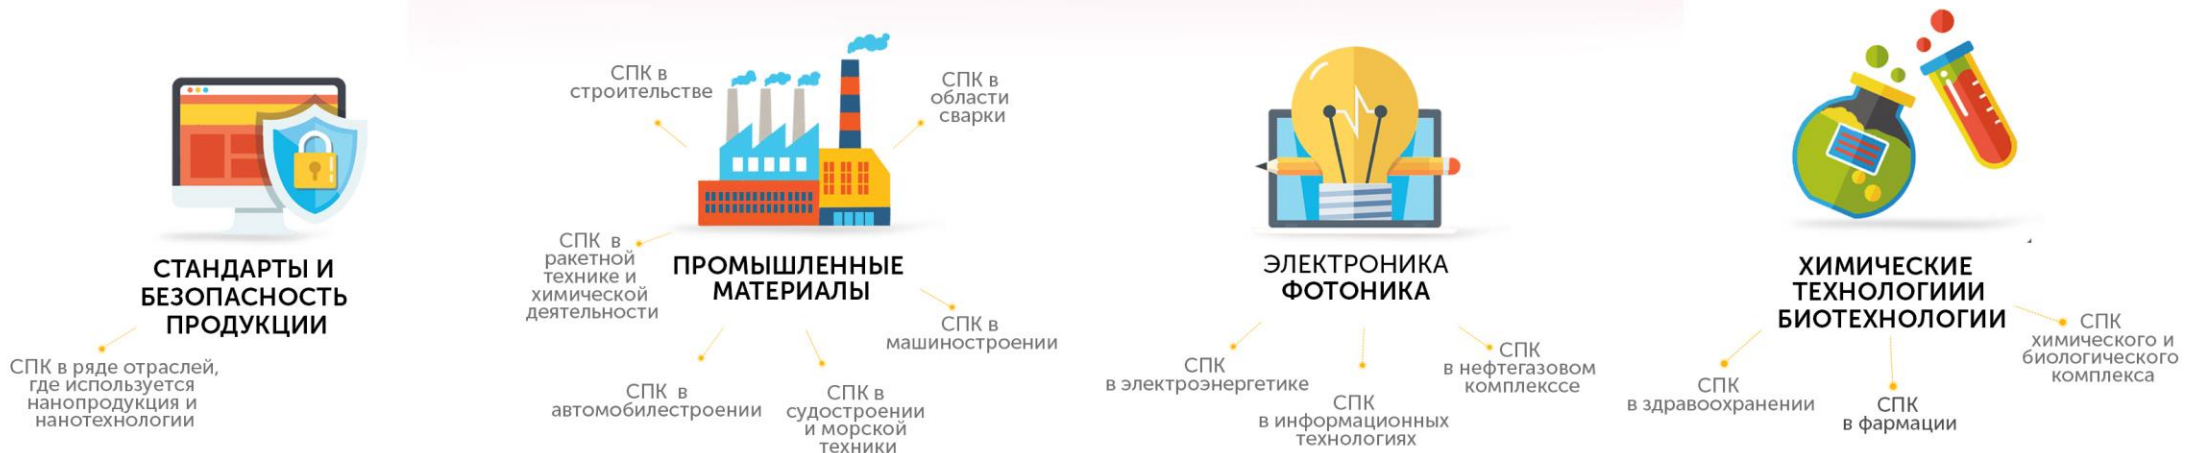 СТАНДАРТЫ И
БЕЗОПАСНОСТЬ
ПРОДУКЦИИ
СПК в ряде отраслей,
где используется
нанопродукция и
нанотехнологии
СПК в
строительстве
СПК в
области
сварки
СПК в
ракетной
технике и
химической
деятельности
ПРОМЫШЛЕННЫЕ
МАТЕРИАЛЫ
СПК в
машиностроении
СПК в
автомобилестроении
СПК в
судостроении
и морской
техники
ЭЛЕКТРОНИКА
ФОТОНИКА
СПК
в электроэнергетике
СПК
в информационных
технологиях
СПК
в нефтегазовом
комплекссе
ХИМИЧЕСКИЕ
ТЕХНОЛОГИИИ
БИОТЕХНОЛОГИИ
СПК
в здравоохранении
СПК
в фармации
СПК
химического и
биологического
комплекса